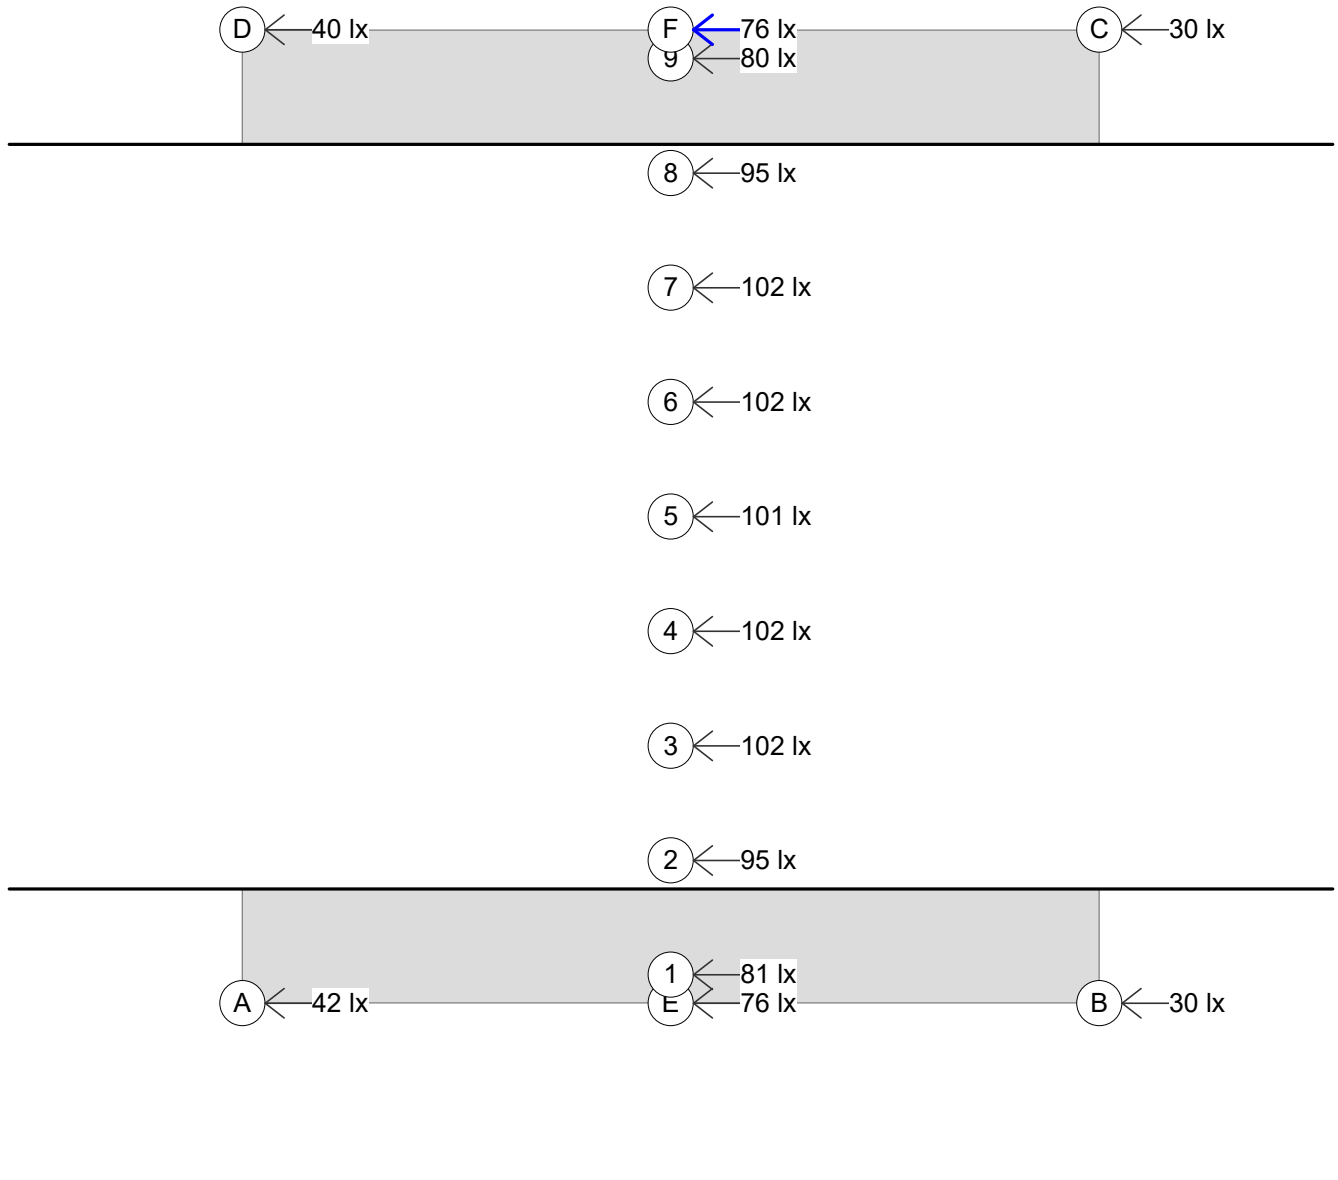 D 40 lx F 76 lx C 30 lx
9 80 lx
8 95 lx
7 102 lx
6 102 lx
5 101 lx
4 102 lx
3 102 lx
2 95 lx
1 81 lx
A 42 lx E 76 lx B 30 lx